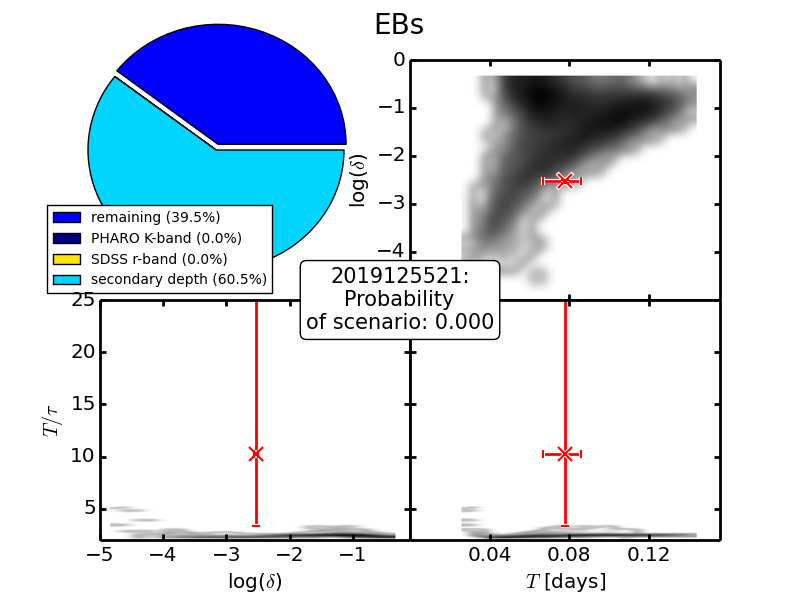 EBs
0
−1
−2
−3
−4
log(δ)
remaining (39.5%)
PHARO K-band (0.0%)
SDSS r-band (0.0%)
secondary depth (60.5%)
2019125521:
Probability
of scenario: 0.000
25
20
15
10
5
T/τ
−5 −4 −3 −2 −1
0.04 0.08 0.12
log(δ)
T [days]